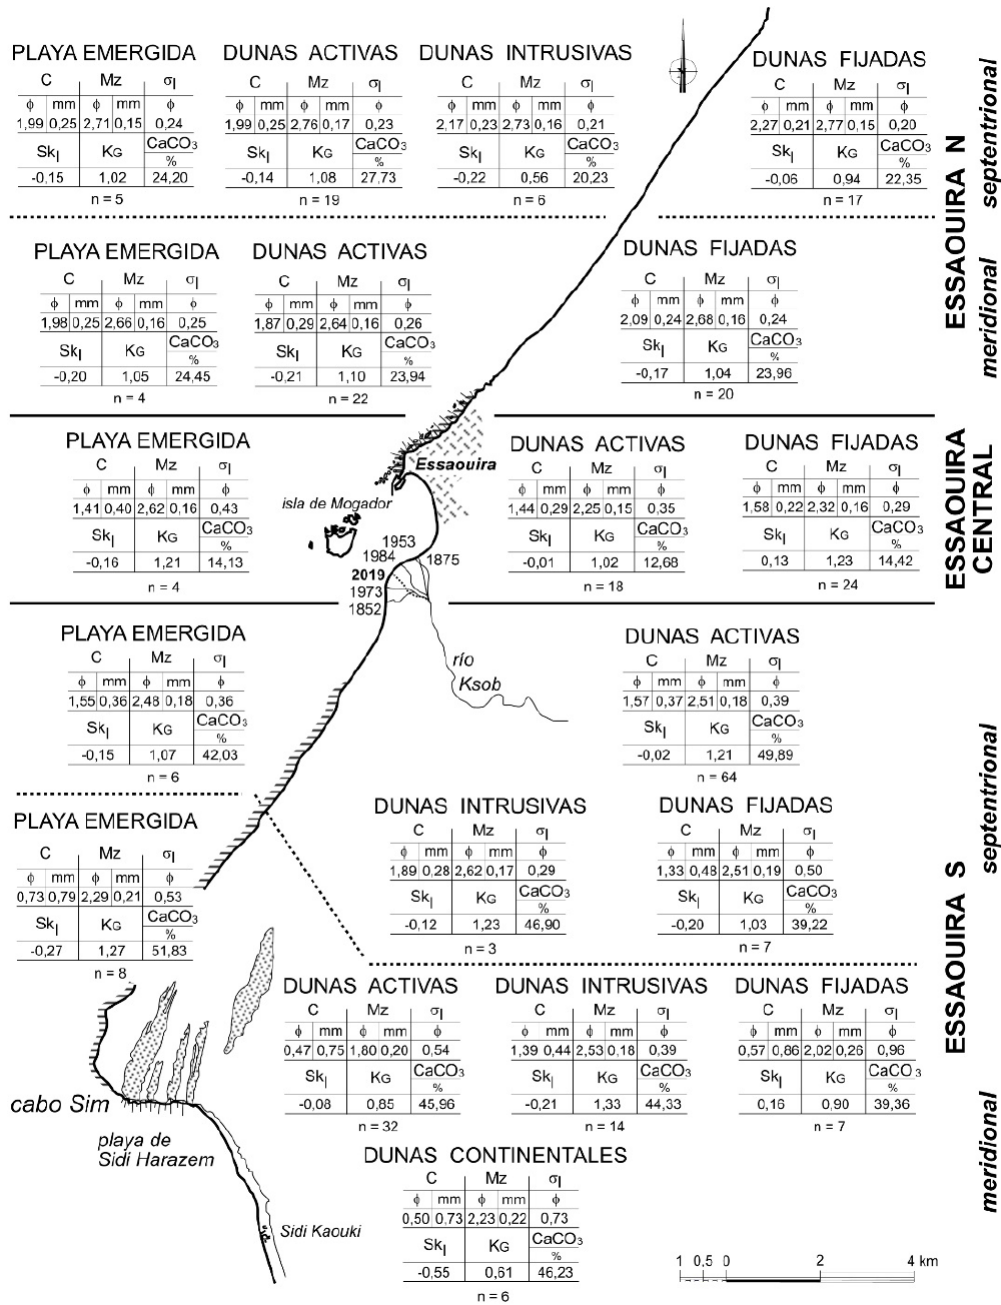 PLAYA EMERGIDA
C Mz σI
ϕ mm ϕ mm ϕ
1,99 0,25 2,71 0,15 0,24
SkI KG CaCO3
%
-0,15 1,02 24,20
n = 5
DUNAS ACTIVAS
C Mz σI
ϕ mm ϕ mm ϕ
1,99 0,25 2,76 0,17 0,23
SkI KG CaCO3
%
-0,14 1,08 27,73
n = 19
DUNAS INTRUSIVAS
C Mz σI
ϕ mm ϕ mm ϕ
2,17 0,23 2,73 0,16 0,21
SkI KG CaCO3
%
-0,22 0,56 20,23
n = 6
DUNAS FIJADAS
C Mz σI
ϕ mm ϕ mm ϕ
2,27 0,21 2,77 0,15 0,20
SkI KG CaCO3
%
-0,06 0,94 22,35
n = 17
septentrional
ESSAOUIRA N
PLAYA EMERGIDA
C Mz σI
ϕ mm ϕ mm ϕ
1,98 0,25 2,66 0,16 0,25
SkI KG CaCO3
%
-0,20 1,05 24,45
n = 4
DUNAS ACTIVAS
C Mz σI
ϕ mm ϕ mm ϕ
1,87 0,29 2,64 0,16 0,26
SkI KG CaCO3
%
-0,21 1,10 23,94
n = 22
DUNAS FIJADAS
C Mz σI
ϕ mm ϕ mm ϕ
2,09 0,24 2,68 0,16 0,24
SkI KG CaCO3
%
-0,17 1,04 23,96
n = 20
meridional
PLAYA EMERGIDA
C Mz σI
ϕ mm ϕ mm ϕ
1,41 0,40 2,62 0,16 0,43
SkI KG CaCO3
%
-0,16 1,21 14,13
n = 4
Essaouira
isla de Mogador
1953
1984
1875
2019
1973
1852
DUNAS ACTIVAS
C Mz σI
ϕ mm ϕ mm ϕ
1,44 0,29 2,25 0,15 0,35
SkI KG CaCO3
%
-0,01 1,02 12,68
n = 18
DUNAS FIJADAS
C Mz σI
ϕ mm ϕ mm ϕ
1,58 0,22 2,32 0,16 0,29
SkI KG CaCO3
%
0,13 1,23 14,42
n = 24
ESSAOUIRA
CENTRAL
PLAYA EMERGIDA
C Mz σI
ϕ mm ϕ mm ϕ
1,55 0,36 2,48 0,18 0,36
SkI KG CaCO3
%
-0,15 1,07 42,03
n = 6
río
Ksob
DUNAS ACTIVAS
C Mz σI
ϕ mm ϕ mm ϕ
1,57 0,37 2,51 0,18 0,39
SkI KG CaCO3
%
-0,02 1,21 49,89
n = 64
septentrional
ESSAOUIRA S
PLAYA EMERGIDA
C Mz σI
ϕ mm ϕ mm ϕ
0,73 0,79 2,29 0,21 0,53
SkI KG CaCO3
%
-0,27 1,27 51,83
n = 8
DUNAS INTRUSIVAS
C Mz σI
ϕ mm ϕ mm ϕ
1,89 0,28 2,62 0,17 0,29
SkI KG CaCO3
%
-0,12 1,23 46,90
n = 3
DUNAS FIJADAS
C Mz σI
ϕ mm ϕ mm ϕ
1,33 0,48 2,51 0,19 0,50
SkI KG CaCO3
%
-0,20 1,03 39,22
n = 7
DUNAS ACTIVAS
C Mz σI
ϕ mm ϕ mm ϕ
0,47 0,75 1,80 0,20 0,54
SkI KG CaCO3
%
-0,08 0,85 45,96
n = 32
DUNAS INTRUSIVAS
C Mz σI
ϕ mm ϕ mm ϕ
1,39 0,44 2,53 0,18 0,39
SkI KG CaCO3
%
-0,21 1,33 44,33
n = 14
DUNAS FIJADAS
C Mz σI
ϕ mm ϕ mm ϕ
0,57 0,86 2,02 0,26 0,96
SkI KG CaCO3
%
0,16 0,90 39,36
n = 7
meridional
cabo Sim
playa de
Sidi Harazem
Sidi Kaouki
DUNAS CONTINENTALES
C Mz σI
ϕ mm ϕ mm ϕ
0,50 0,73 2,23 0,22 0,73
SkI KG CaCO3
%
-0,55 0,61 46,23
n = 6
1 0,5 0 2 4 km